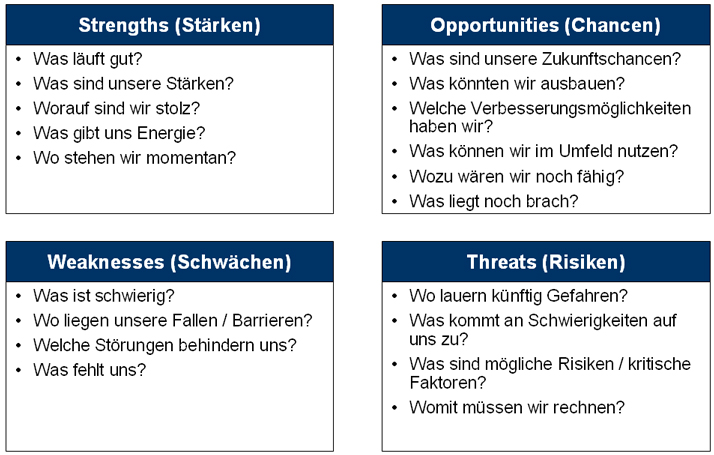 Strengths (Stärken)
• Was läuft gut?
• Was sind unsere Stärken?
• Worauf sind wir stolz?
• Was gibt uns Energie?
• Wo stehen wir momentan?
Opportunities (Chancen)
• Was sind unsere Zukunftschancen?
• Was könnten wir ausbauen?
• Welche Verbesserungsmöglichkeiten
haben wir?
• Was können wir im Umfeld nutzen?
• Wozu wären wir noch fähig?
• Was liegt noch brach?
Weaknesses (Schwächen)
• Was ist schwierig?
• Wo liegen unsere Fallen / Barrieren?
• Welche Störungen behindern uns?
• Was fehlt uns?
Threats (Risiken)
• Wo lauern künftig Gefahren?
• Was kommt an Schwierigkeiten auf
uns zu?
• Was sind mögliche Risiken / kritische
Faktoren?
• Womit müssen wir rechnen?